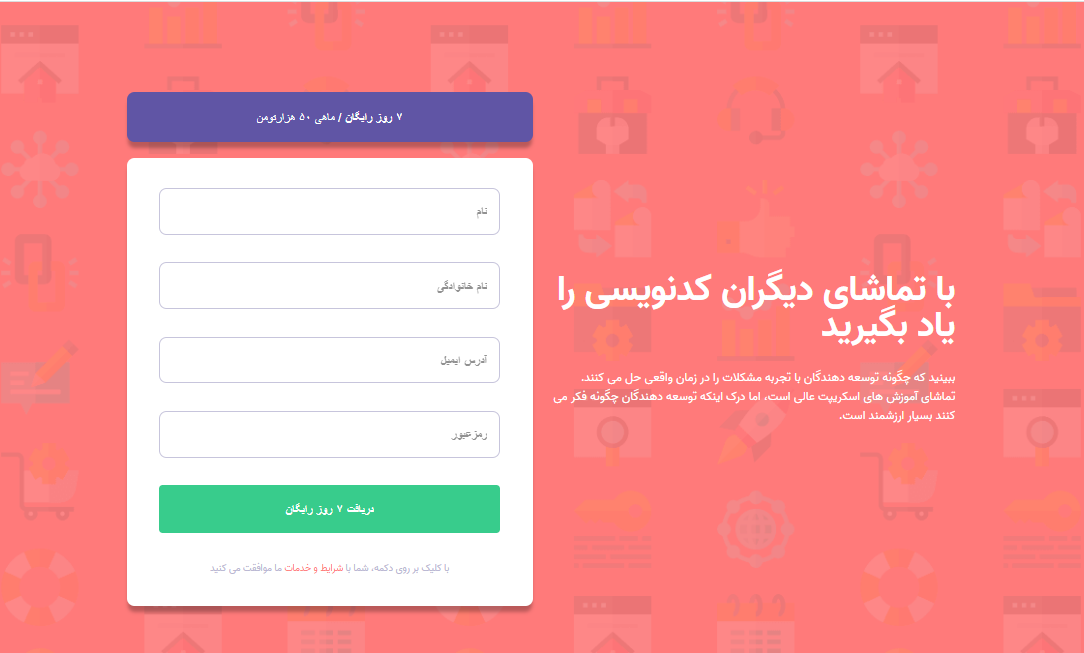 با تماشای دیگران کدنویسی را
یاد بگیرید
ببینید که چگونه توسعه دهندگان با تجربه مشکلات را در زمان واقعی حل می کنند.
تماشای آموزش های اسکریپت عالی است، اما درک اینکه توسعه دهندگان چگونه فکر می
کنند بسیار ارزشمند است.
۷ روز رایگان / ماهی ۵۰ هزارتومن
نام
نام خانوادگی
آدرس ایمیل
رمزعبور
دریافت ۷ روز رایگان
با کلیک بر روی دکمه، شما با شرایط و خدمات ما موافقت می کنید